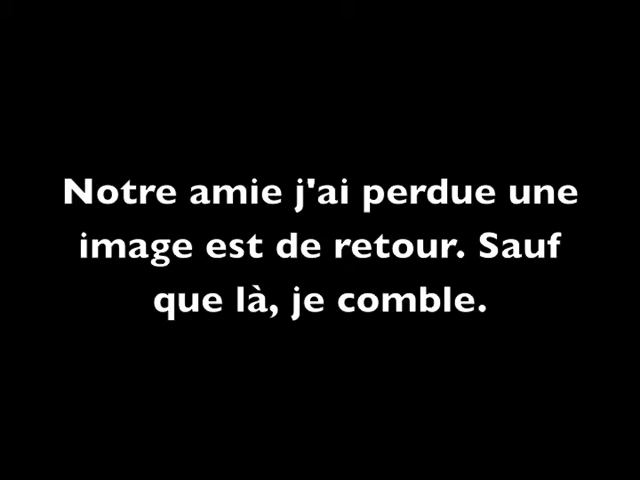 Notre amie j'ai perdue une
image est de retour. Sauf
que là, je comble.